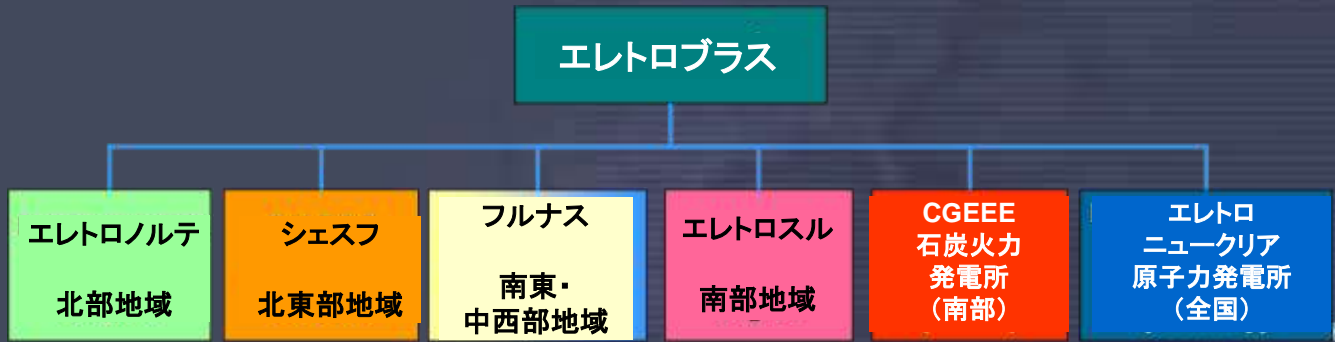 エレトロブラス
エレトロノルテ
北部地域
シェスフ
北東部地域
フルナス
南東・
中西部地域
エレトロスル
南部地域
CGEEE
石炭火力
発電所
（南部）
エレトロ
ニュークリア
原子力発電所
（全国）